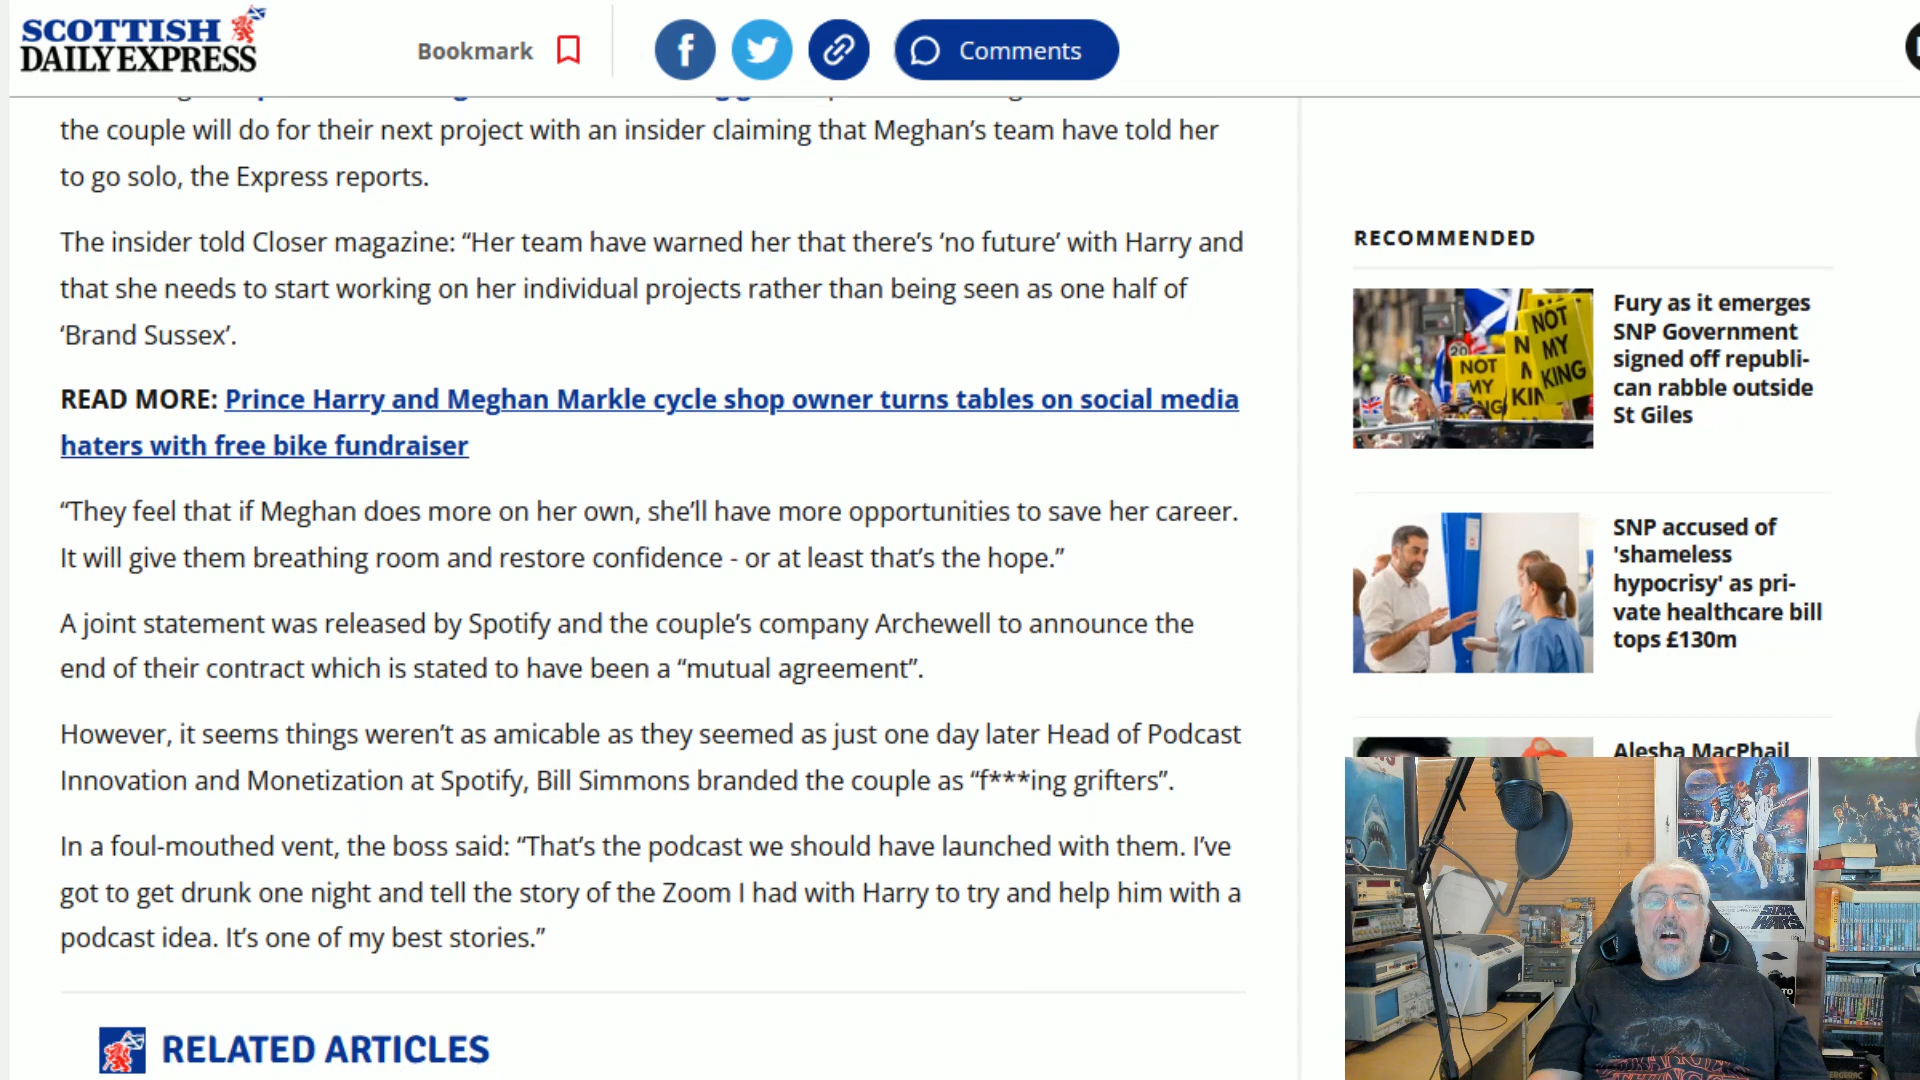 SCOTTISH
DAILY EXPRESS
Bookmark
Comments
the couple will do for their next project with an insider claiming that Meghan’s team have told her
to go solo, the Express reports.
The insider told Closer magazine: “Her team have warned her that there’s ‘no future’ with Harry and
that she needs to start working on her individual projects rather than being seen as one half of
‘Brand Sussex’.
READ MORE: Prince Harry and Meghan Markle cycle shop owner turns tables on social media
haters with free bike fundraiser
“They feel that if Meghan does more on her own, she’ll have more opportunities to save her career.
It will give them breathing room and restore confidence - or at least that’s the hope.”
A joint statement was released by Spotify and the couple’s company Archewell to announce the
end of their contract which is stated to have been a “mutual agreement”.
However, it seems things weren’t as amicable as they seemed as just one day later Head of Podcast
Innovation and Monetization at Spotify, Bill Simmons branded the couple as “f***ing grifters”.
In a foul-mouthed vent, the boss said: “That’s the podcast we should have launched with them. I’ve
got to get drunk one night and tell the story of the Zoom I had with Harry to try and help him with a
podcast idea. It’s one of my best stories.”
RELATED ARTICLES
RECOMMENDED
NOT
MY
KING
20
NOT
MY
Fury as it emerges
SNP Government
signed off republi-
can rabble outside
St Giles
SNP accused of
'shameless
hypocrisy' as pri-
vate healthcare bill
tops £130m
Alesha MacPhail
STAR
WARS